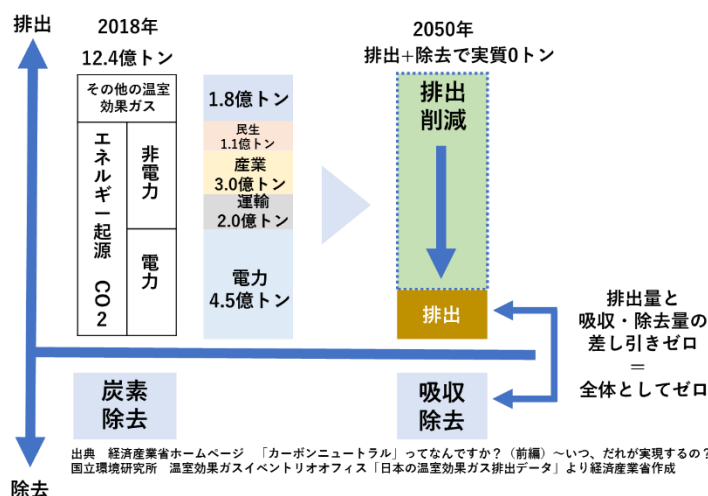 排出
2018年
12.4億トン
2050年
排出+除去で実質0トン
その他の温室
効果ガス
エネルギー起源 CO2
非電力
電力
1.8億トン
民生
1.1億トン
産業
3.0億トン
運輸
2.0億トン
電力
4.5億トン
排出
削減
排出
排出量と
吸収・除去量の
差し引きゼロ
=
全体としてゼロ
炭素
除去
吸収
除去
出典 経済産業省ホームページ 「カーボンニュートラル」ってなんですか?(前編)~いつ、だれが実現するの?
国立環境研究所 温室効果ガスイベントリオオフィス「日本の温室効果ガス排出データ」より経済産業省作成
除去